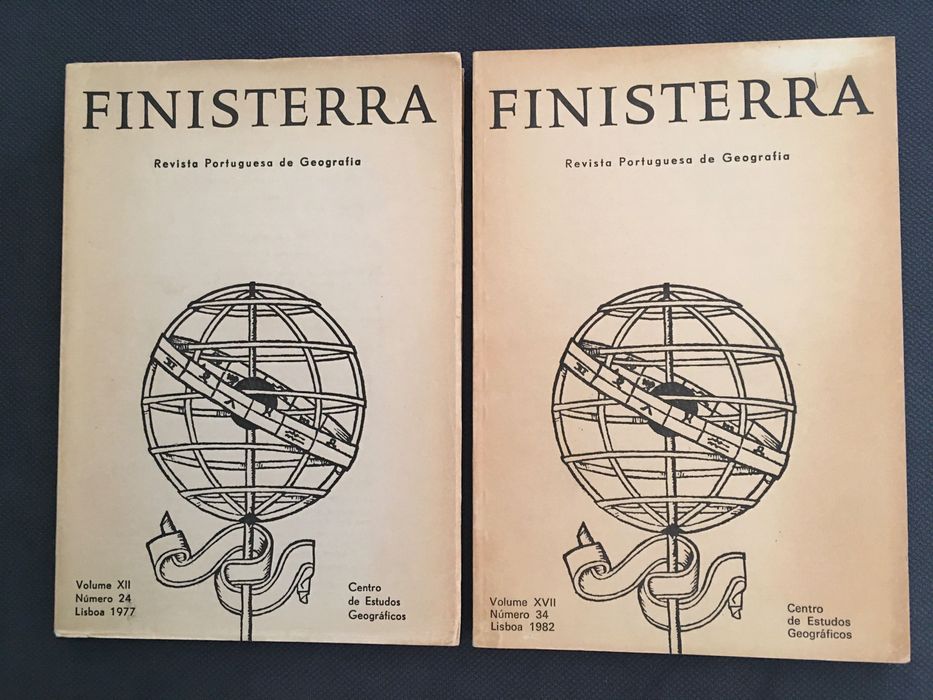 FINISTERRA
Revista Portuguesa de Geografia
Volume XII
Número 24
Lisboa 1977
Centro
de Estudos
Geográficos
FINISTERRA
Revista Portuguesa de Geografia
Volume XVII
Número 34
Lisboa 1982
Centro
de Estudos
Geográficos